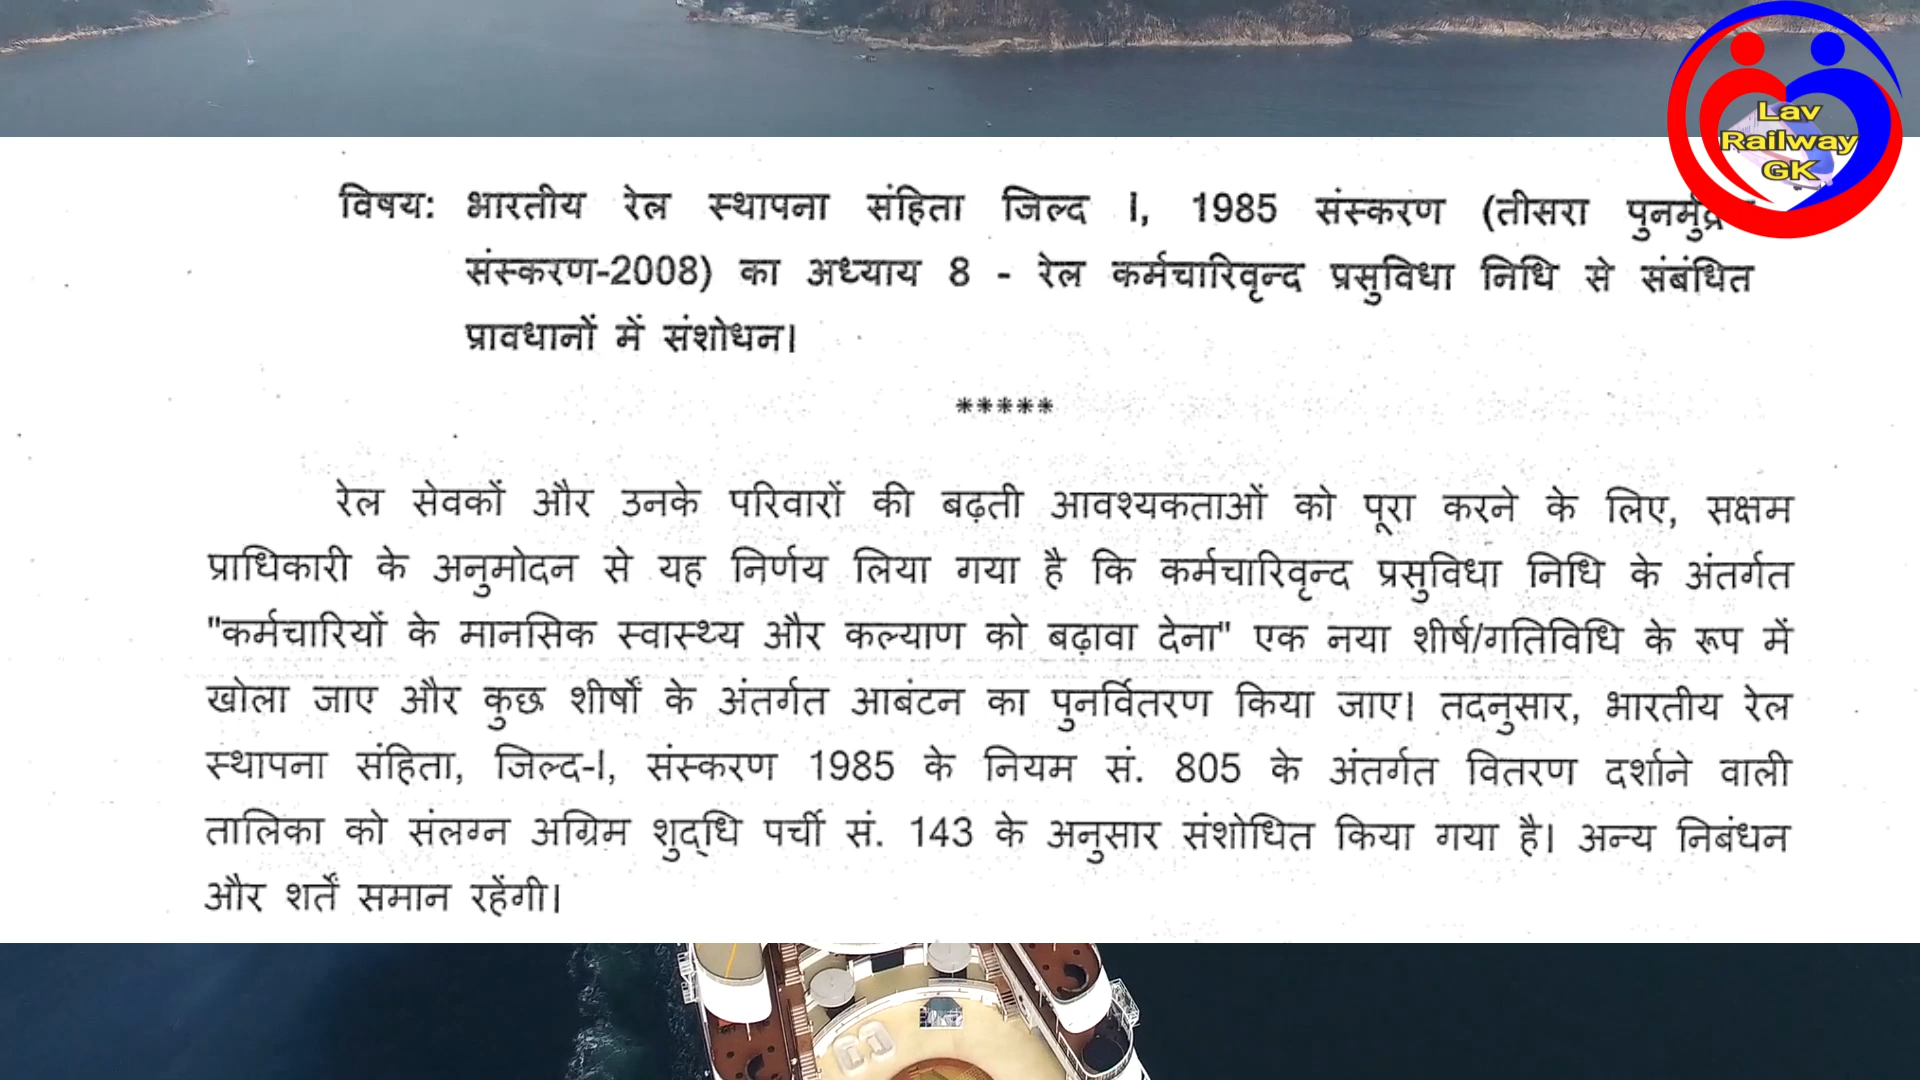 Lav
Railway
GK
विषय: भारतीय रेल स्थापना संहिता जिल्द I, 1985 संस्करण (तीसरा
संस्करण-2008) का अध्याय 8 - रेल कर्मचारिवृन्द प्रसुविधा निधि से संबंधित
प्रावधानों में संशोधन।
*****
रेल सेवकों और उनके परिवारों की बढ़ती आवश्यकताओं को पूरा करने के लिए, सक्षम
प्राधिकारी के अनुमोदन से यह निर्णय लिया गया है कि कर्मचारिवृन्द प्रसुविधा निधि के अंतर्गत
"कर्मचारियों के मानसिक स्वास्थ्य और कल्याण को बढ़ावा देना" एक नया शीर्ष/गतिविधि के रूप में
खोला जाए और कुछ शीर्षों के अंतर्गत आबंटन का पुनर्वितरण किया जाए। तदनुसार, भारतीय रेल
स्थापना संहिता, जिल्द-I, संस्करण 1985 के नियम सं. 805 के अंतर्गत वितरण दर्शाने वाली
तालिका को संलग्न अग्रिम शुद्धि पर्ची सं. 143 के अनुसार संशोधित किया गया है। अन्य निबंधन
और शर्तें समान रहेंगी।